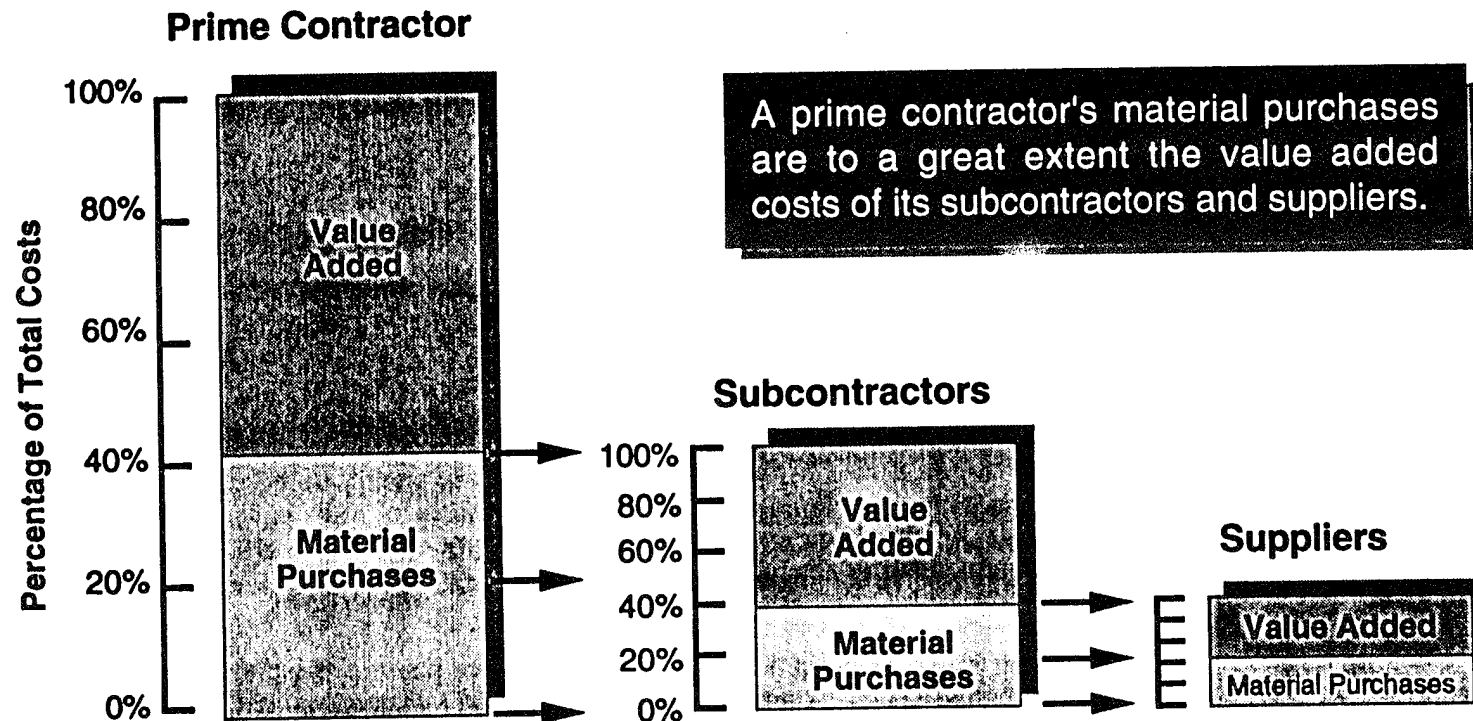 Prime Contractor
A prime contractor's material purchases
are to a great extent the value added
costs of its subcontractors and suppliers.
Percentage of Total Costs
100%
80%
60%
40%
20%
0%
Value
Added
Material
Purchases
Subcontractors
100%
80%
60%
40%
20%
0%
Value
Added
Material
Purchases
Suppliers
Value Added
Material Purchases